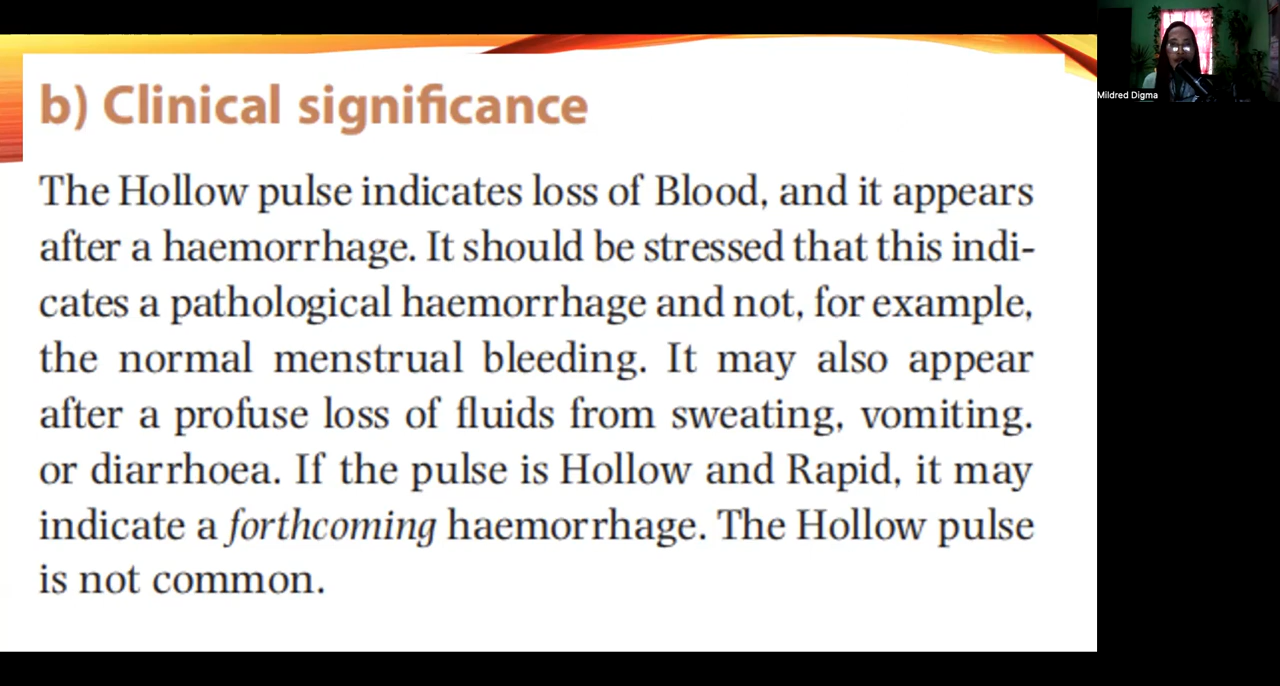 b) Clinical significance
The Hollow pulse indicates loss of Blood, and it appears
after a haemorrhage. It should be stressed that this indi-
cates a pathological haemorrhage and not, for example,
the normal menstrual bleeding. It may also appear
after a profuse loss of fluids from sweating, vomiting.
or diarrhoea. If the pulse is Hollow and Rapid, it may
indicate a forthcoming haemorrhage. The Hollow pulse
is not common.
Mildred Digma